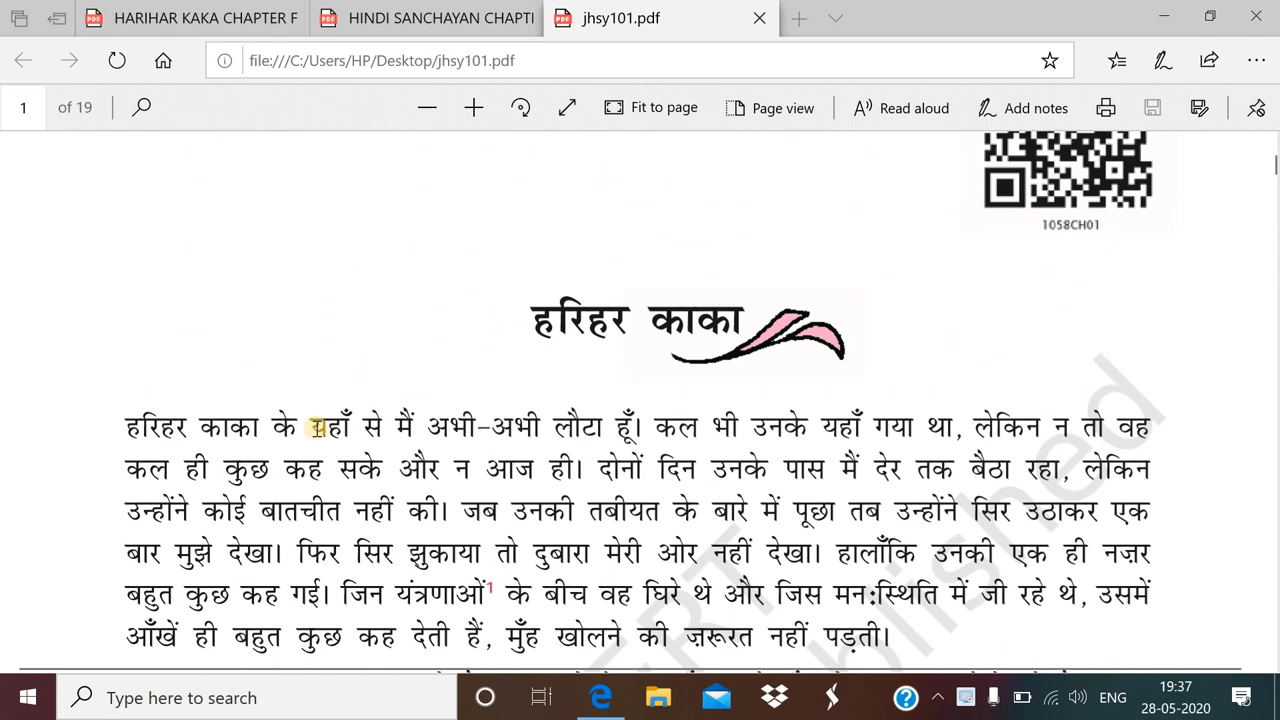 HARIHAR KAKA CHAPTER F
HINDI SANCHAYAN CHAPTI
jhsy101.pdf
file:///C:/Users/HP/Desktop/jhsy101.pdf
1 of 19
Fit to page
Page view
Read aloud
Add notes
1058CH01
हरिहर काका
हरिहर काका के यहाँ से मैं अभी-अभी लौटा हूँ। कल भी उनके यहाँ गया था, लेकिन न तो वह
कल ही कुछ कह सके और न आज ही। दोनों दिन उनके पास मैं देर तक बैठा रहा, लेकिन
उन्होंने कोई बातचीत नहीं की। जब उनकी तबीयत के बारे में पूछा तब उन्होंने सिर उठाकर एक
बार मुझे देखा। फिर सिर झुकाया तो दुबारा मेरी ओर नहीं देखा। हालाँकि उनकी एक ही नज़र
बहुत कुछ कह गई। जिन यंत्रणाओं1 के बीच वह घिरे थे और जिस मन:स्थिति में जी रहे थे, उसमें
आँखें ही बहुत कुछ कह देती हैं, मुँह खोलने की ज़रूरत नहीं पड़ती।
Type here to search
ENG
19:37
28-05-2020